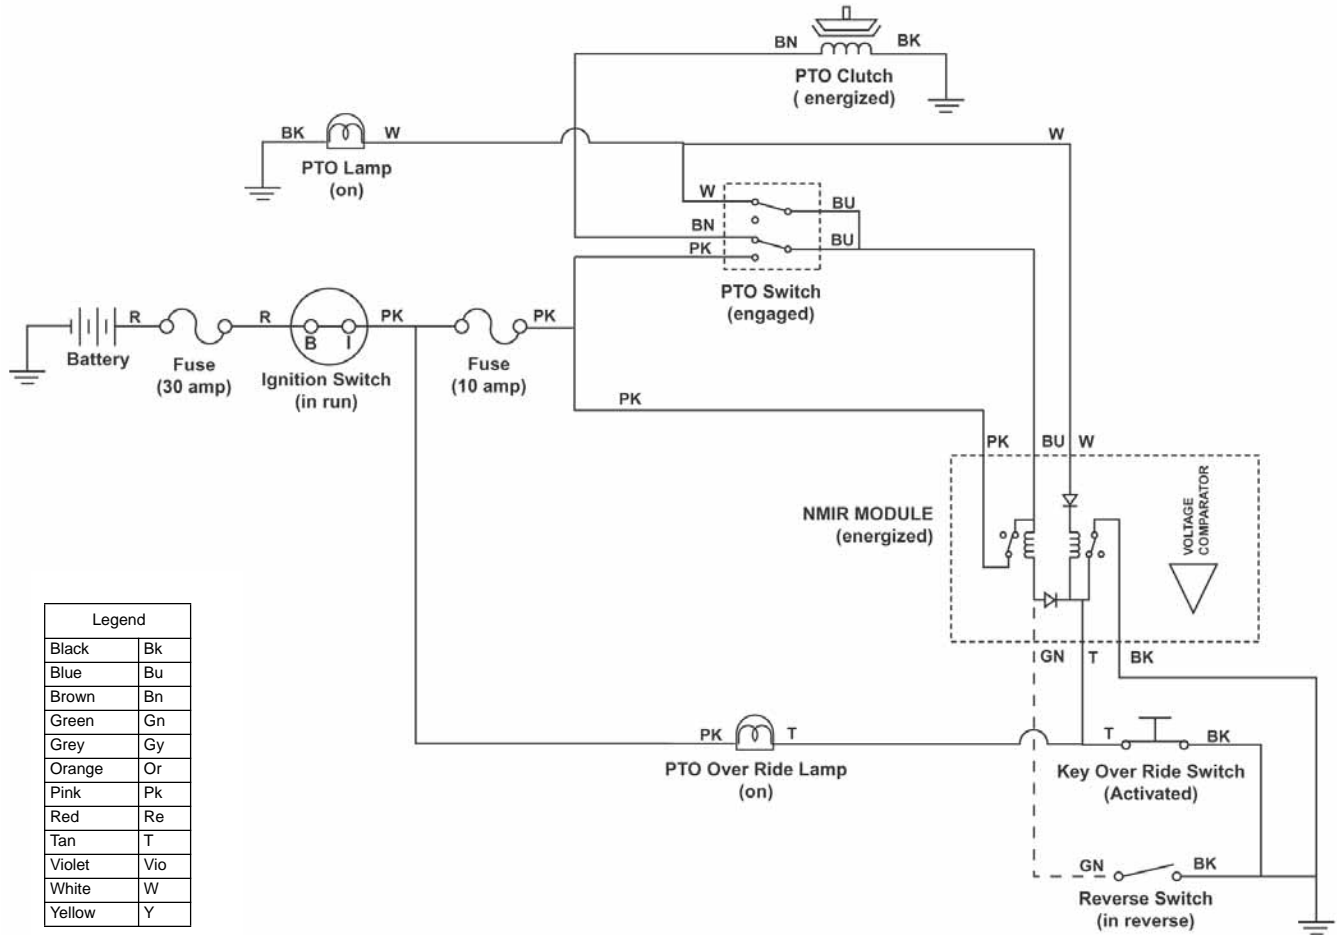 BN
BK
PTO Clutch
( energized)
BK
W
W
PTO Lamp
(on)
W
BU
BN
BU
PK
PTO Switch
(engaged)
R
R
PK
PK
B
I
Battery
Fuse
(30 amp)
Ignition Switch
(in run)
Fuse
(10 amp)
PK
PK
BU
W
NMIR MODULE
(energized)
VOLTAGE
COMPARATOR
GN
T
BK
PK
T
T
BK
PTO Over Ride Lamp
(on)
Key Over Ride Switch
(Activated)
GN
BK
Reverse Switch
(in reverse)
Legend
Black Bk
Blue Bu
Brown Bn
Green Gn
Grey Gy
Orange Or
Pink Pk
Red Re
Tan T
Violet Vio
White W
Yellow Y